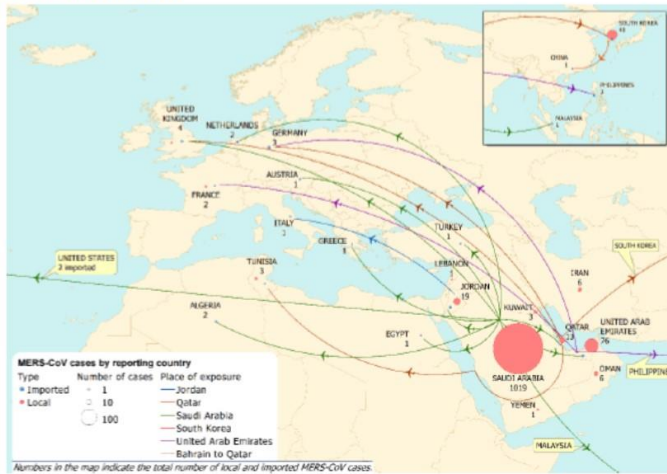 SOUTH KOREA
CHINA
1
PHILIPPINES
MALAYSIA
1
UNITED
KINGDOM
4
NETHERLANDS
2
GERMANY
3
AUSTRIA
1
FRANCE
2
ITALY
GREECE
1
TURKEY
1
LEBANON
JORDAN
19
TUNISIA
3
ALGERIA
2
EGYPT
1
KUWAIT
3
IRAN
6
QATAR
UNITED ARAB
EMIRATES
76
OMAN
6
SAUDI ARABIA
1019
YEMEN
1
UNITED STATES
imported
SOUTH KOREA
PHILIPPINE
MALAYSIA
MERS-CoV cases by reporting country
Type Number of cases Place of exposure
Imported 1 Jordan
Local 10 Qatar
100 Saudi Arabia
South Korea
United Arab Emirates
Bahrain to Qatar
Numbers in the map indicate the total number of local and imported MERS-CoV cases.